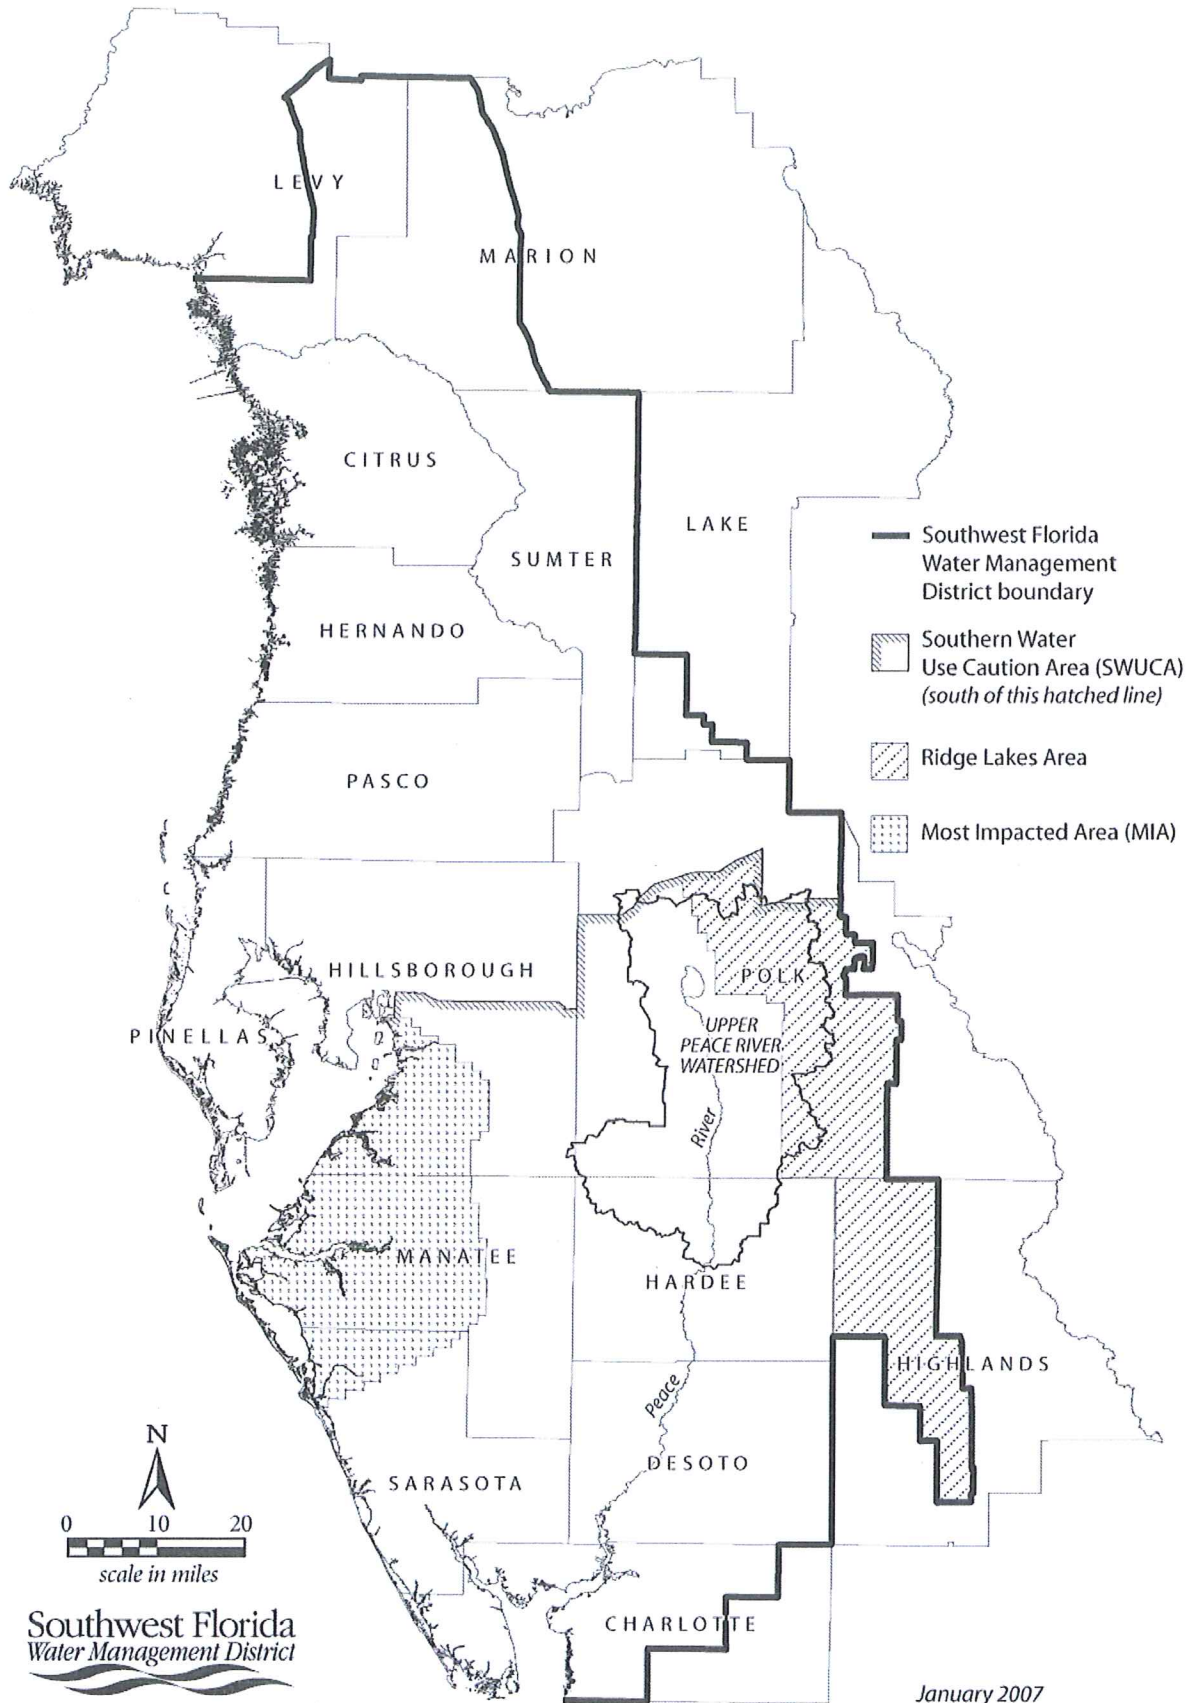 LEVY
MARION
CITRUS
LAKE
SUMTER
HERNANDO
Southwest Florida
Water Management
District boundary
Southern Water
Use Caution Area (SWUCA)
(south of this hatched line)
Ridge Lakes Area
Most Impacted Area (MIA)
PASCO
HILLSBOROUGH
POLK
PINELLAS
UPPER
PEACE RIVER
WATERSHED
River
MANATEE
HARDEE
HIGHLANDS
Peace
DESOTO
SARASOTA
CHARLOTTE
N
0 10 20
scale in miles
Southwest Florida
Water Management District
January 2007